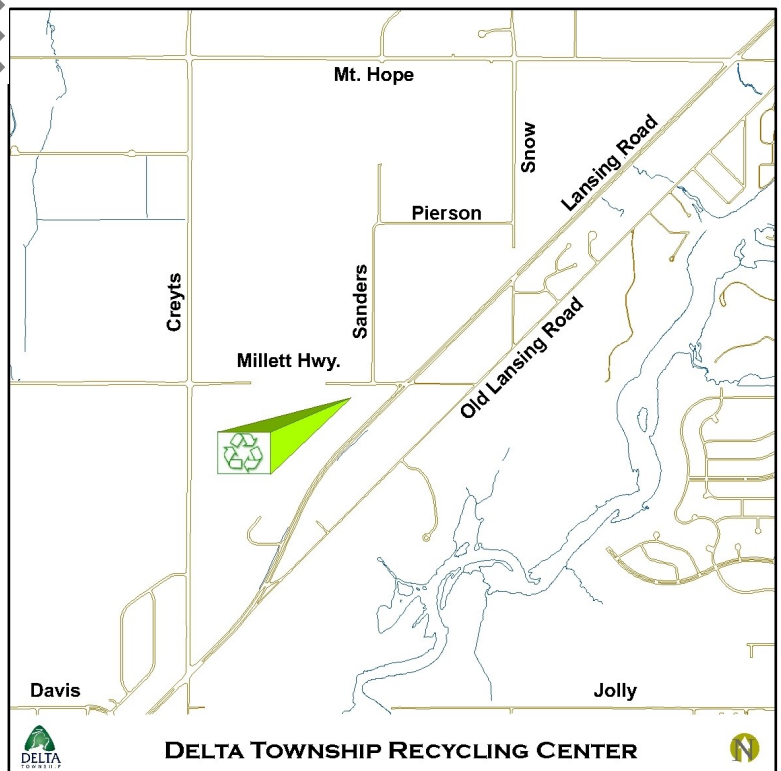 Mt. Hope
Snow
Lansing Road
Pierson
Creyts
Sanders
Millett Hwy.
Old Lansing Road
Davis
Jolly
DELTA
TOWNSHIP
DELTA TOWNSHIP RECYCLING CENTER
N